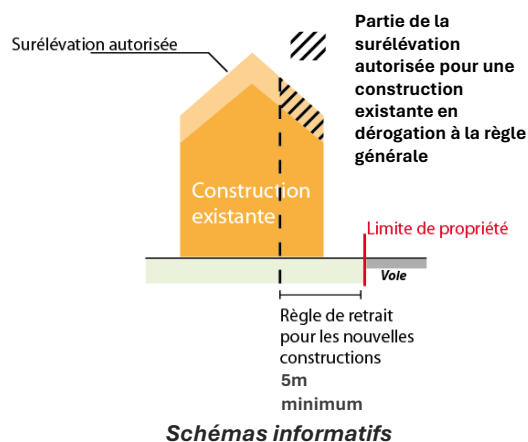 Surélévation autorisée
Partie de la
surélévation
autorisée pour une
construction
existante en
dérogation à la règle
générale
Construction
existante
Limite de propriété
Voie
Règle de retrait
pour les nouvelles
constructions
5m
minimum
Schémas informatifs